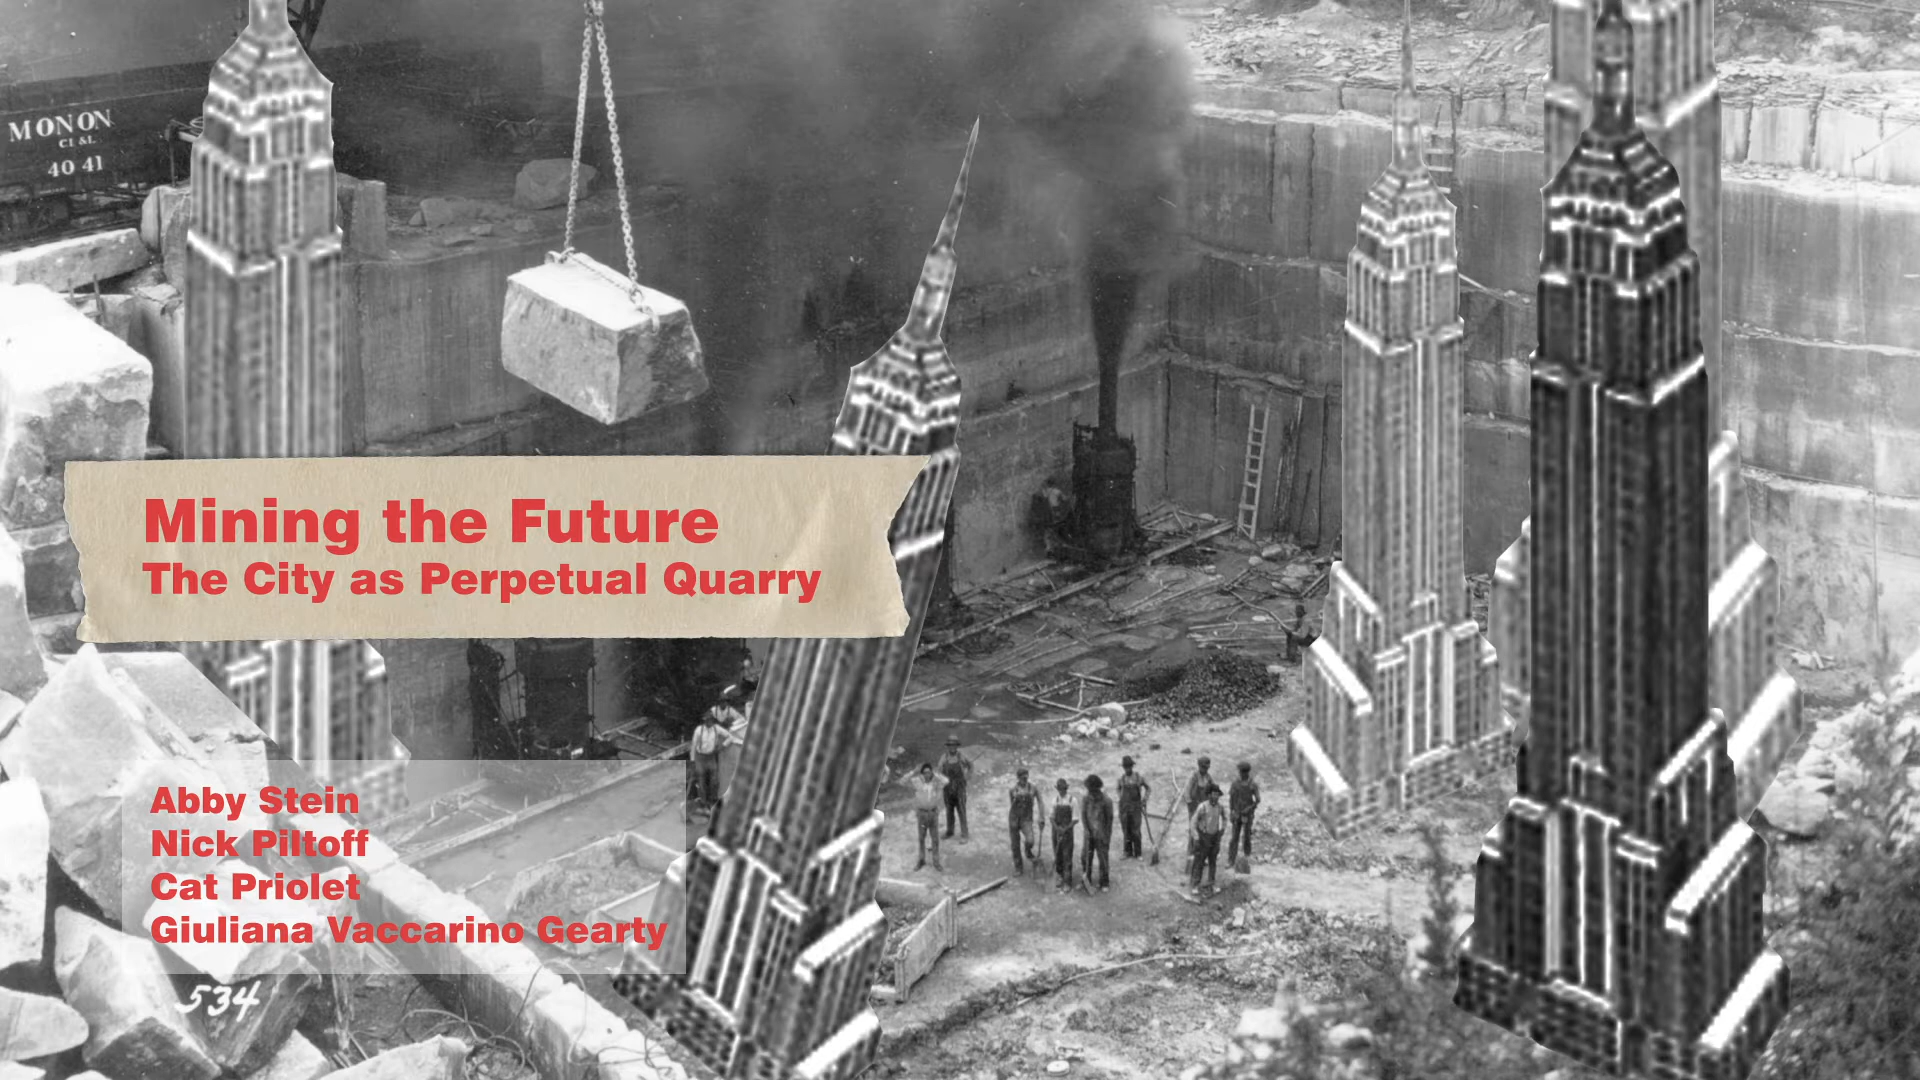 MONON
CI &L
40 41
Mining the Future
The City as Perpetual Quarry
Abby Stein
Nick Piltoff
Cat Priolet
Giuliana Vaccarino Gearty
534